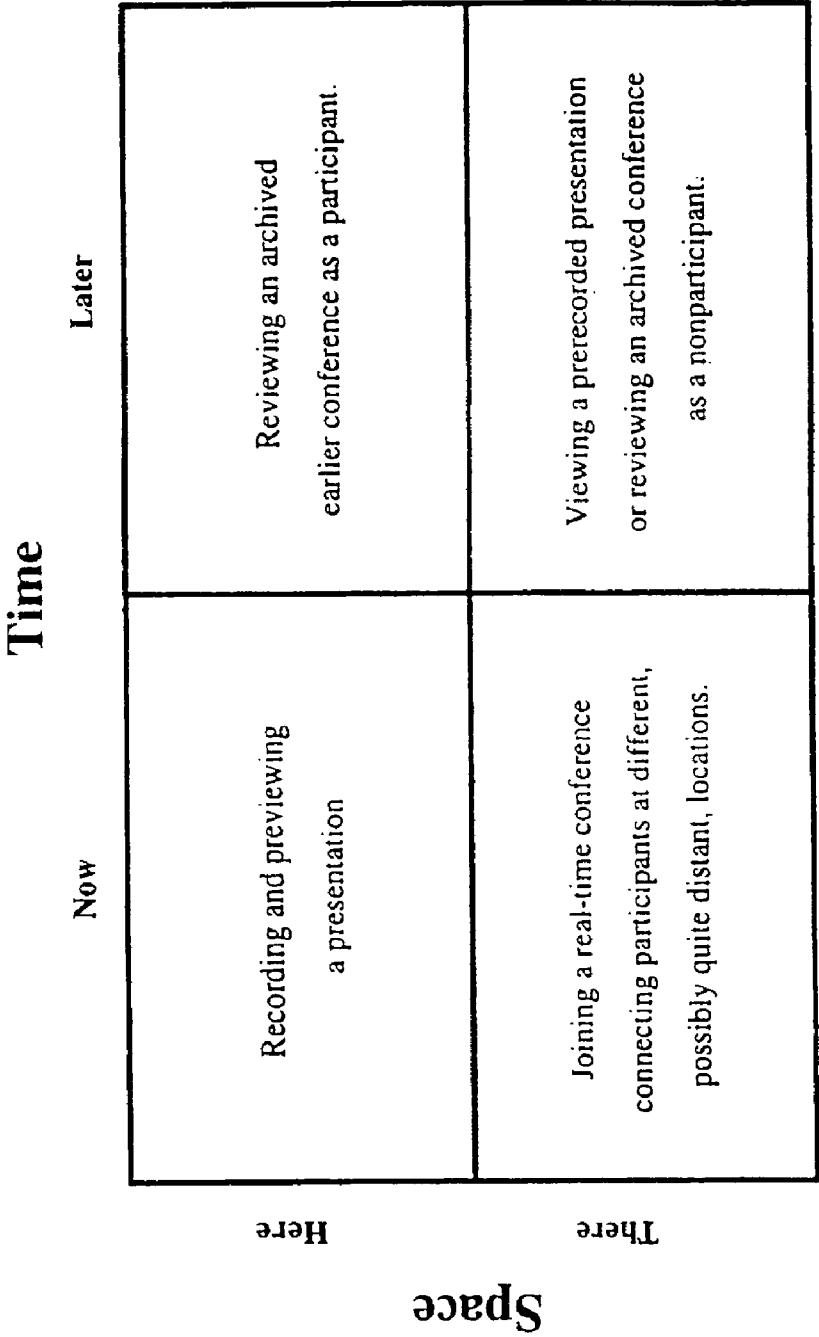 Time
Now
Later
Space
Here
Recording and previewing
a presentation
Reviewing an archived
earlier conference as a participant.
There
Joining a real-time conference
connecting participants at different,
possibly quite distant, locations.
Viewing a prerecorded presentation
or reviewing an archived conference
as a nonparticipant.